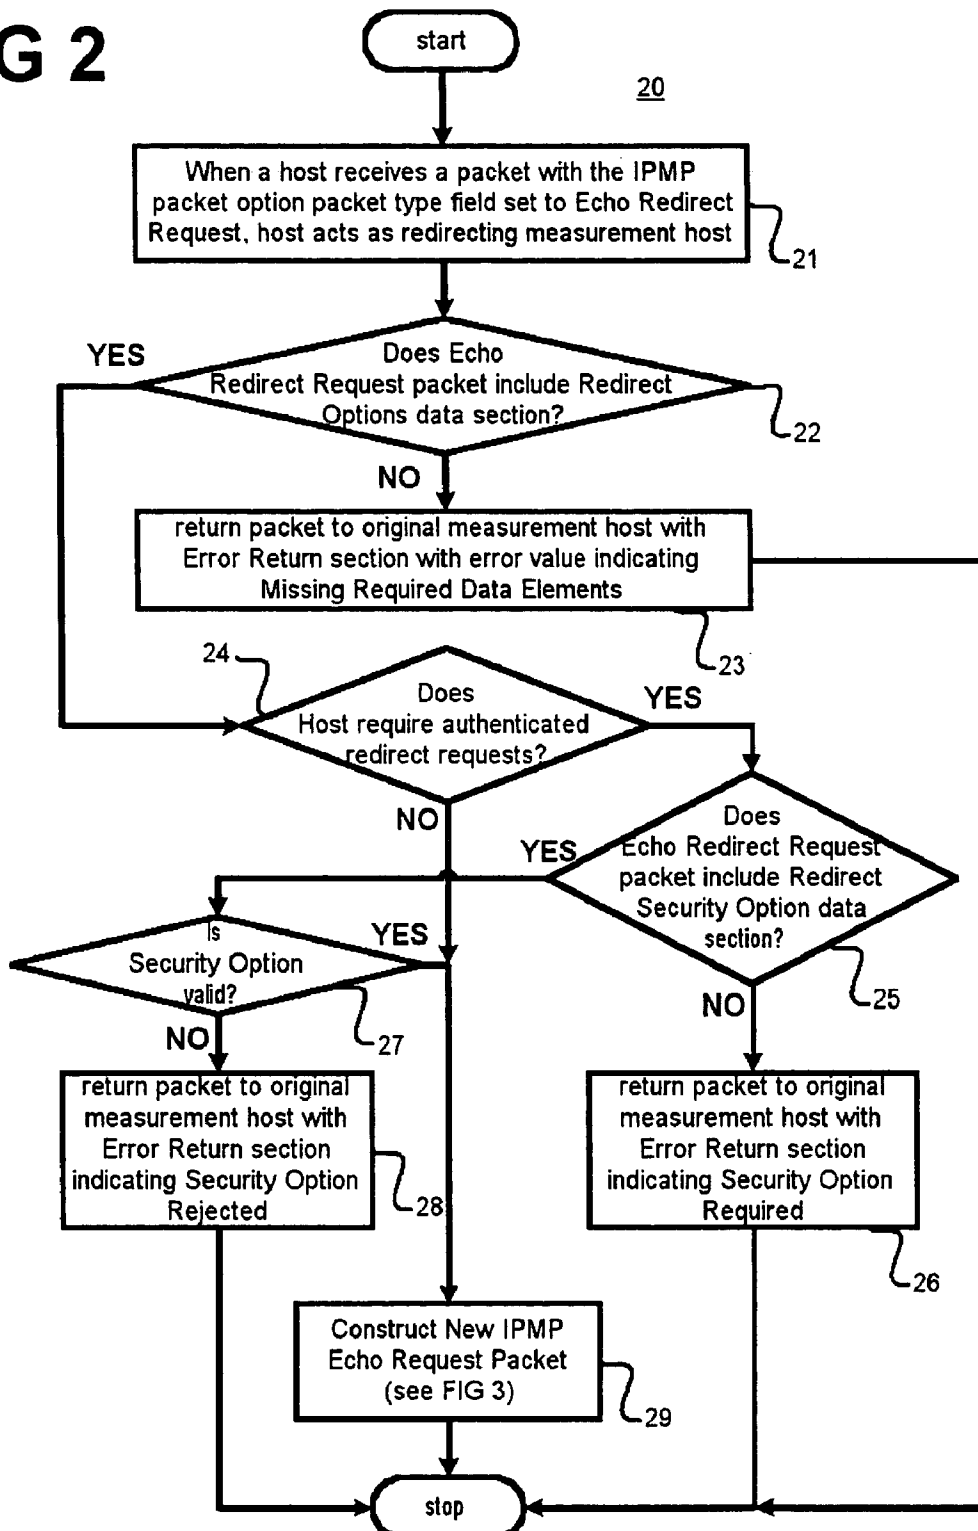 G 2
start
20
When a host receives a packet with the IPMP
packet option packet type field set to Echo Redirect
Request, host acts as redirecting measurement host
21
YES
Does Echo
Redirect Request packet include Redirect
Options data section?
22
NO
return packet to original measurement host with
Error Return section with error value indicating
Missing Required Data Elements
23
24
Does
Host require authenticated
redirect requests?
YES
NO
Does
Echo Redirect Request
packet include Redirect
Security Option data
section?
YES
25
Is
Security Option
valid?
YES
27
NO
NO
return packet to original
measurement host with
Error Return section
indicating Security Option
Rejected
28
return packet to original
measurement host with
Error Return section
indicating Security Option
Required
26
Construct New IPMP
Echo Request Packet
(see FIG 3)
29
stop